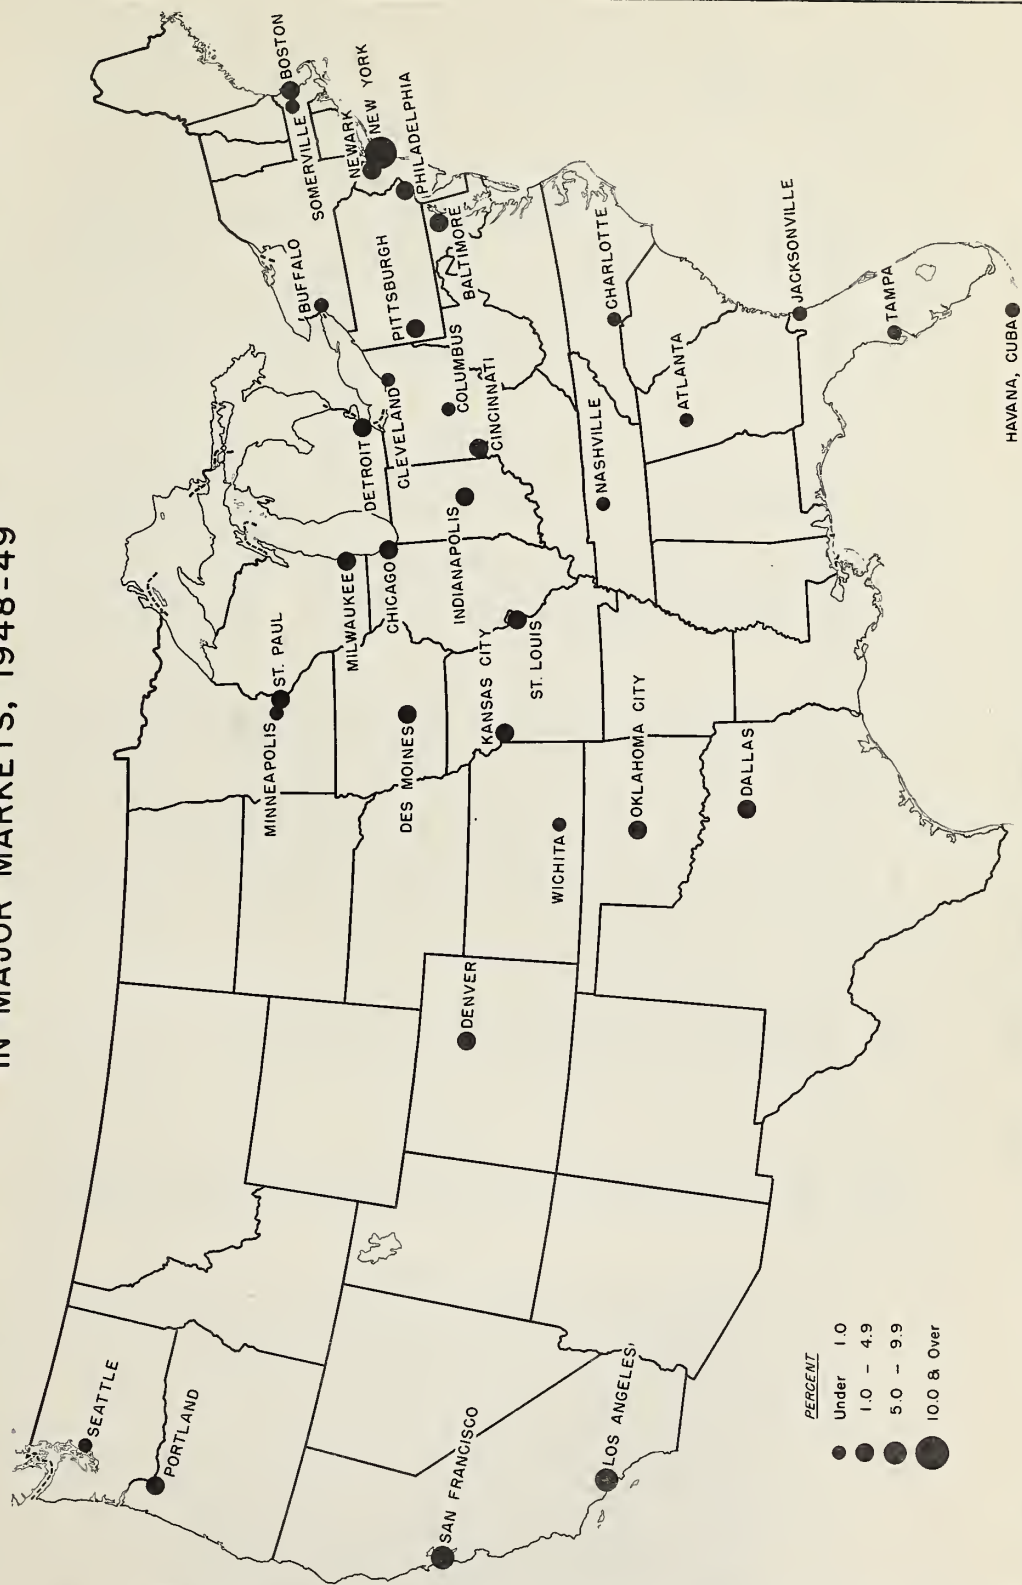 IN MAJOR MARKETS, 1948-49
SEATTLE
PORTLAND
SAN FRANCISCO
LOS ANGELES
DENVER
WICHITA
OKLAHOMA CITY
DALLAS
MINNEAPOLIS
ST. PAUL
DES MOINES
KANSAS CITY
ST. LOUIS
MILWAUKEE
CHICAGO
INDIANAPOLIS
DETROIT
CLEVELAND
COLUMBUS
CINCINNATI
NASHVILLE
ATLANTA
CHARLOTTE
JACKSONVILLE
TAMPA
HAVANA, CUBA
BUFFALO
PITTSBURGH
BALTIMORE
PHILADELPHIA
NEWARK
NEW YORK
SOMERVILLE
BOSTON
PERCENT
Under 1.0
1.0 - 4.9
5.0 - 9.9
10.0 & Over